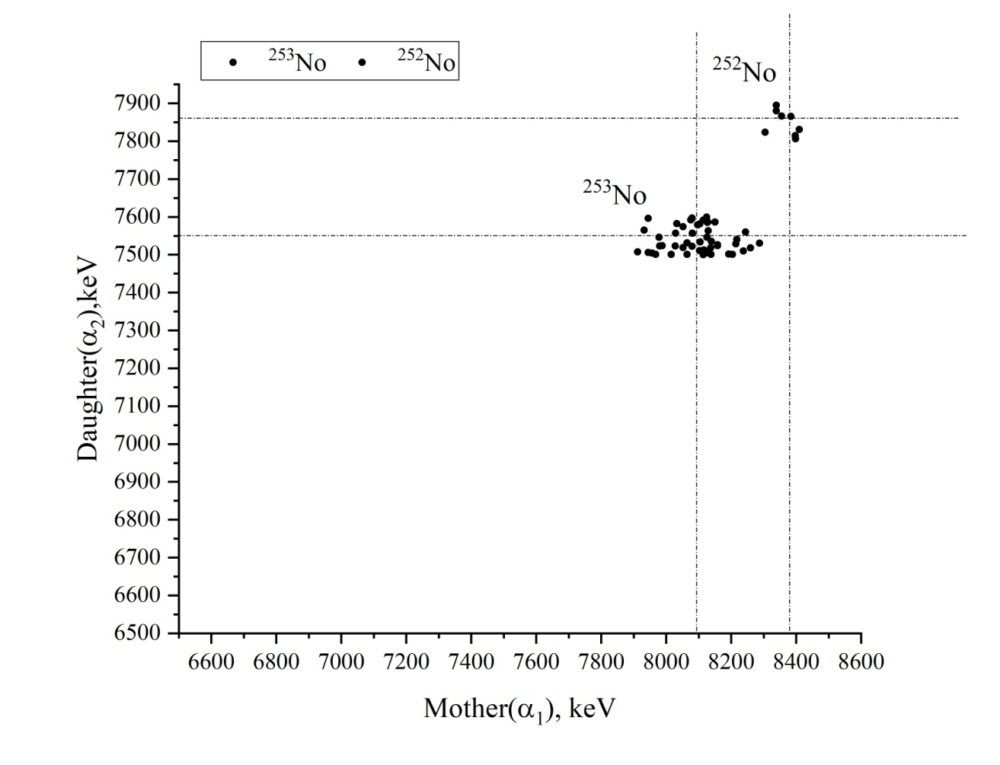 ²⁵³No ²⁵²No
²⁵²No
²⁵³No
7900
7800
7700
7600
7500
7400
7300
7200
7100
7000
6900
6800
6700
6600
6500
Daughter(α₂),keV
6600 6800 7000 7200 7400 7600 7800 8000 8200 8400 8600
Mother(α₁), keV